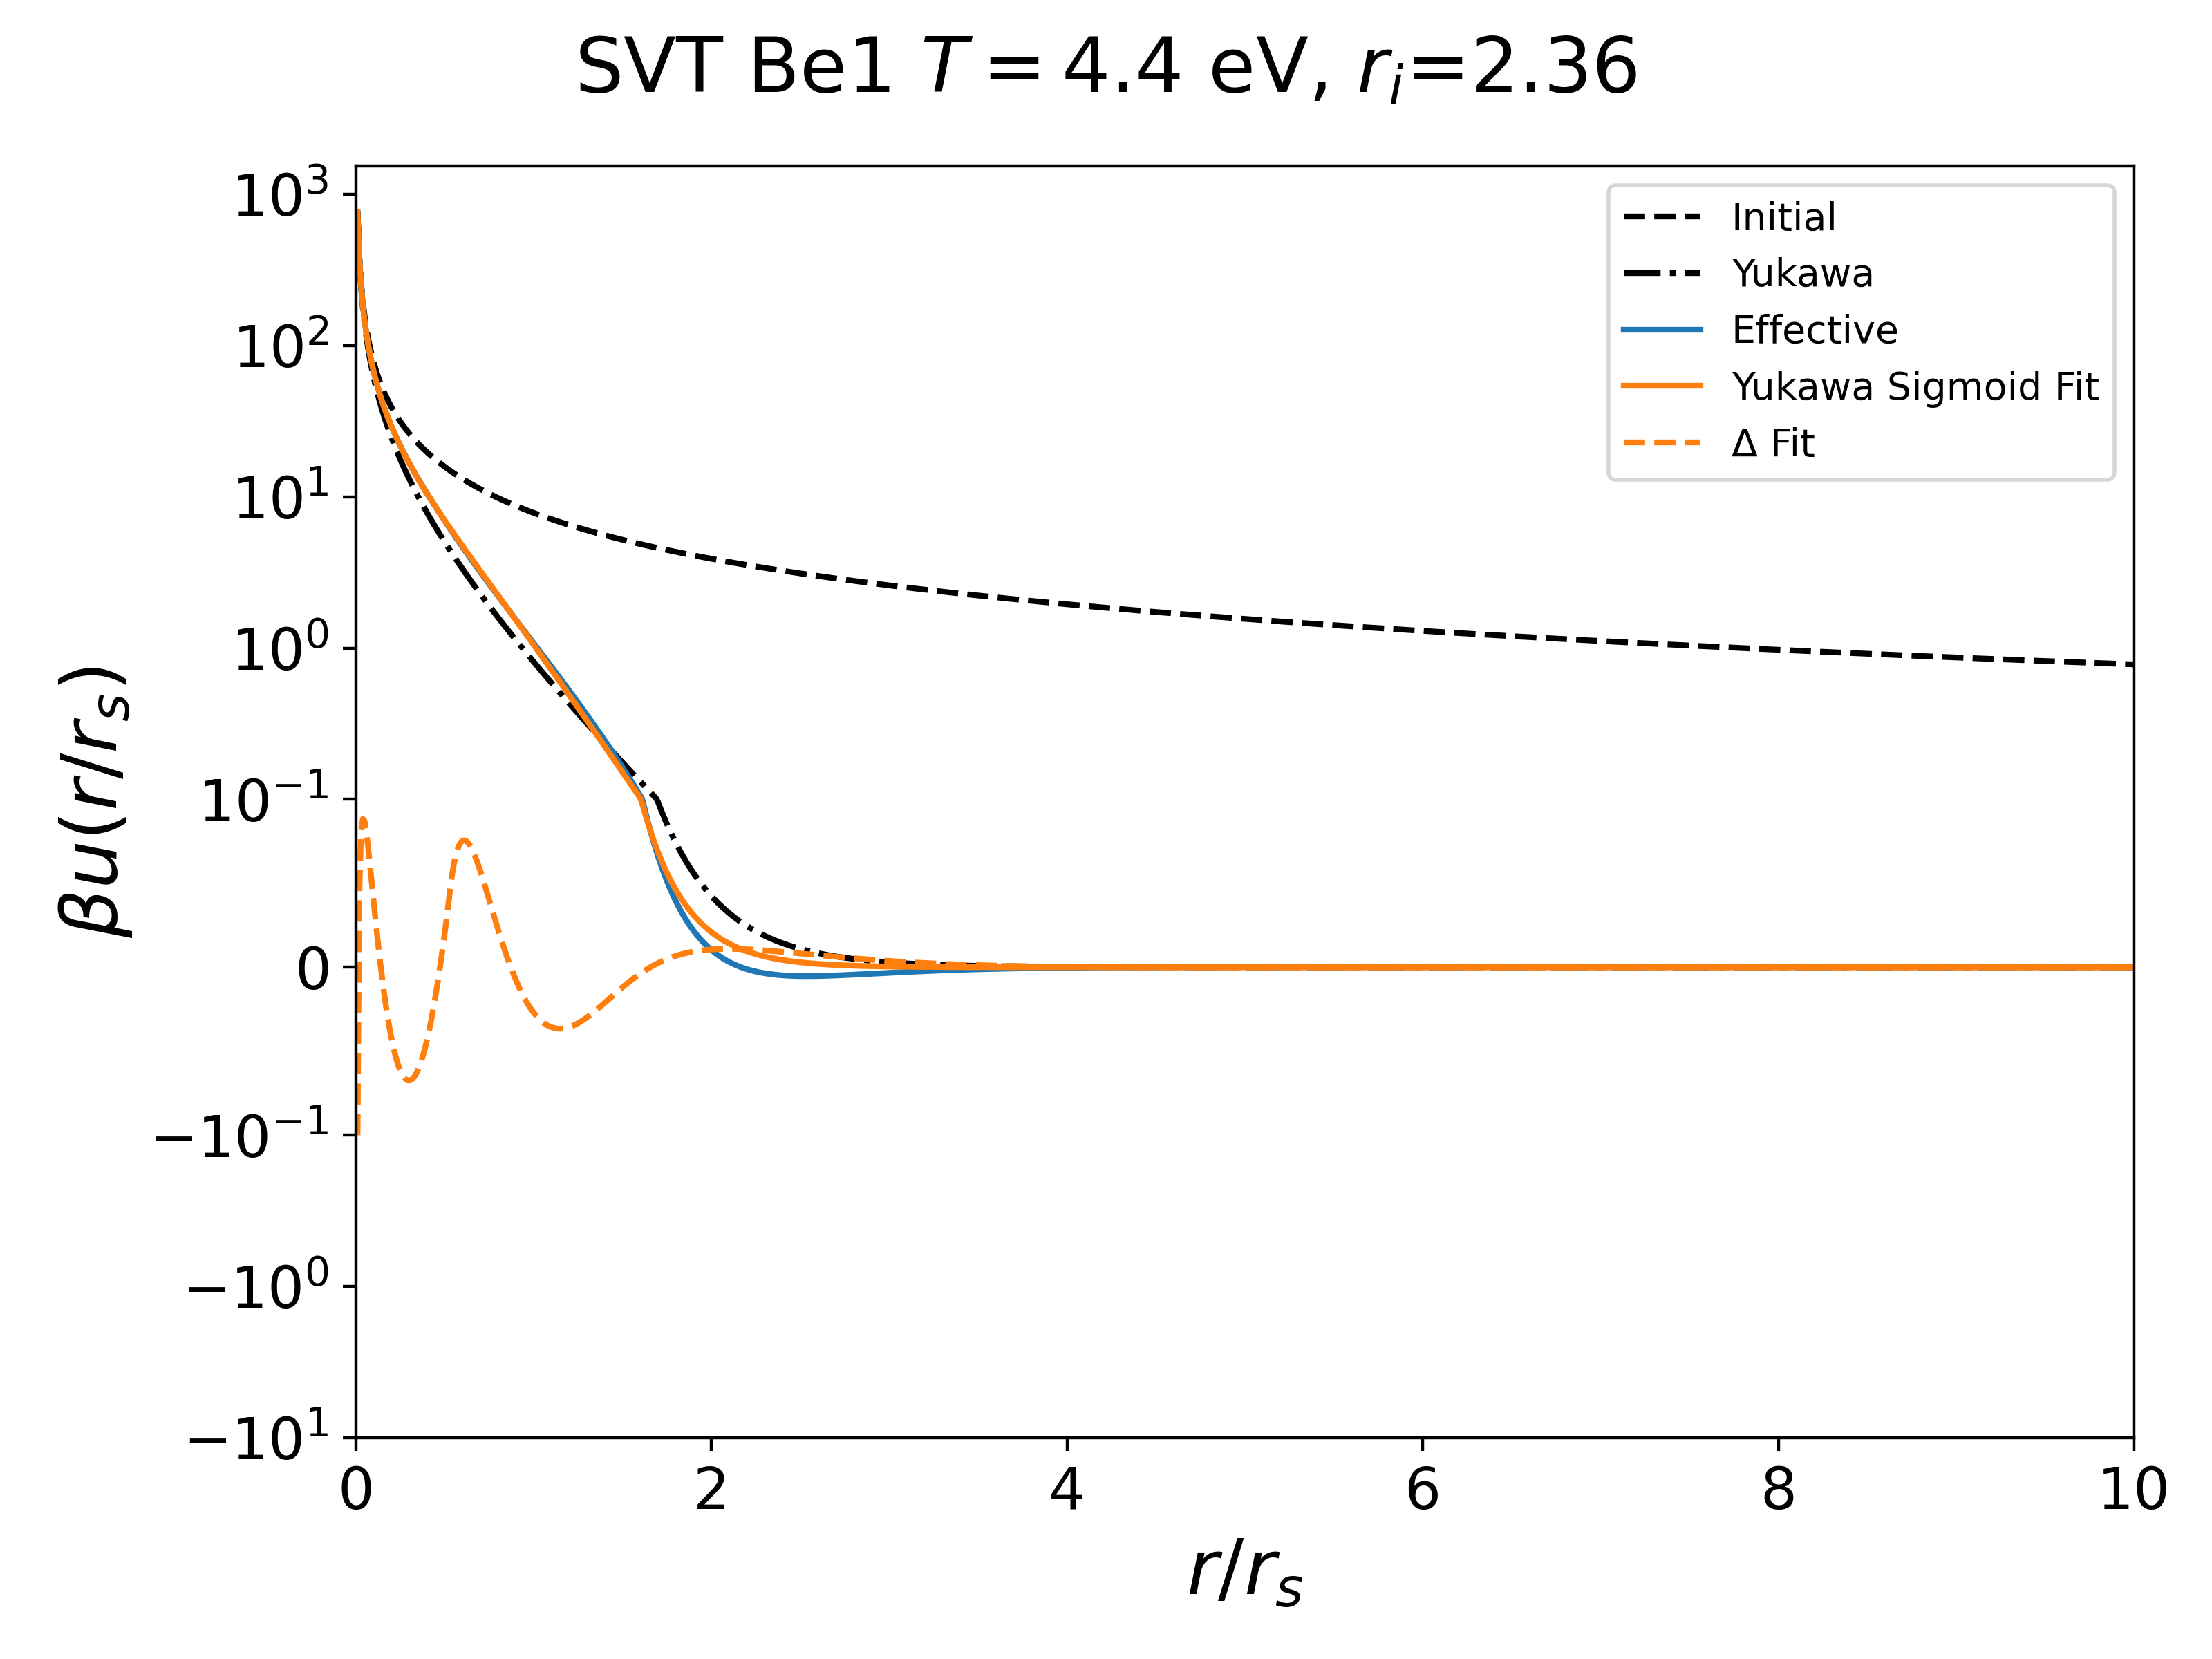 SVT Be1 T = 4.4 eV, r_i=2.36
10^3
10^2
10^1
10^0
10^−1
0
−10^−1
−10^0
−10^1
βu(r/r_s)
Initial
Yukawa
Effective
Yukawa Sigmoid Fit
Δ Fit
0 2 4 6 8 10
r/r_s